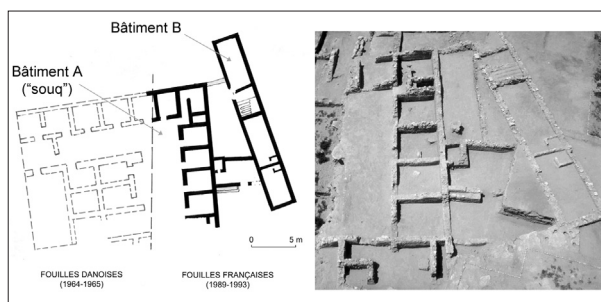 Bâtiment B
Bâtiment A
("souq")
0 5 m
FOUILLES DANOISES
(1964-1965)
FOUILLES FRANÇAISES
(1989-1993)